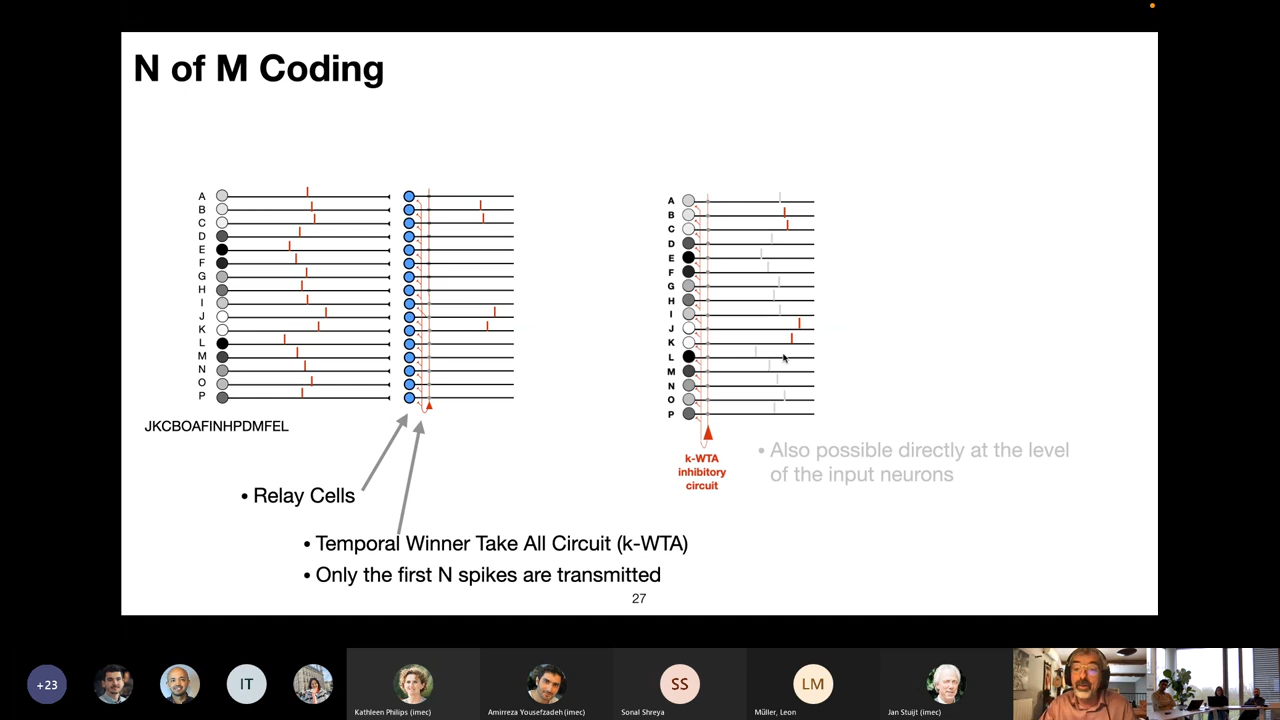 N of M Coding
A
B
C
D
E
F
G
H
I
J
K
L
M
N
O
P
JKCBOAFINHPDMFEL
• Relay Cells
• Temporal Winner Take All Circuit (k-WTA)
• Only the first N spikes are transmitted
A
B
C
D
E
F
G
H
I
J
K
L
M
N
O
P
k-WTA
inhibitory
circuit
• Also possible directly at the level
of the input neurons
27
+23
IT
Kathleen Philips (imec)
Amirreza Yousefzadeh (imec)
SS
Sonal Shreya
LM
Müller, Leon
Jan Stuijt (imec)